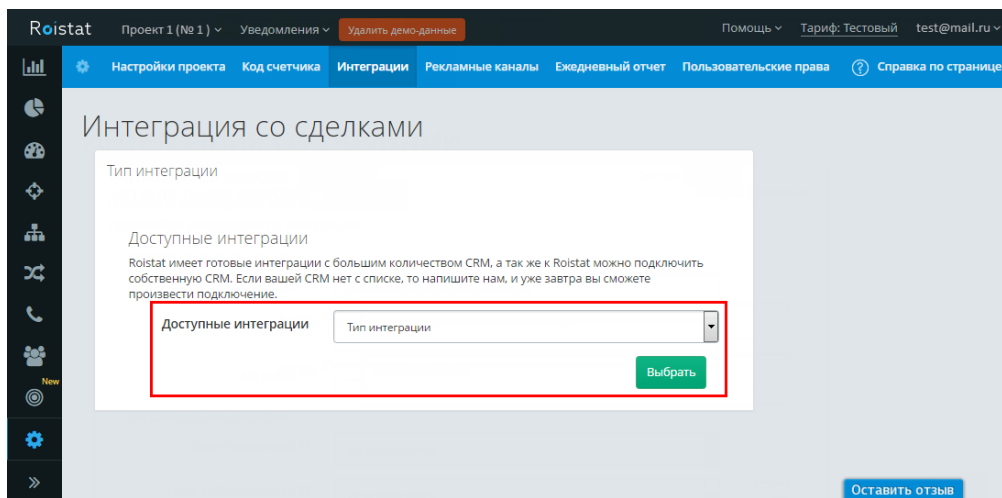 Roistat Проект 1 (№ 1) Уведомления Удалить демо-данные Помощь Тариф: Тестовый test@mail.ru
Настройки проекта Код счетчика Интеграции Рекламные каналы Ежедневный отчет Пользовательские права ? Справка по странице
Интеграция со сделками
Тип интеграции
Доступные интеграции
Roistat имеет готовые интеграции с большим количеством CRM, а так же к Roistat можно подключить
собственную CRM. Если вашей CRM нет с списке, то напишите нам, и уже завтра вы сможете
произвести подключение.
Доступные интеграции Тип интеграции
Выбрать
New
Оставить отзыв